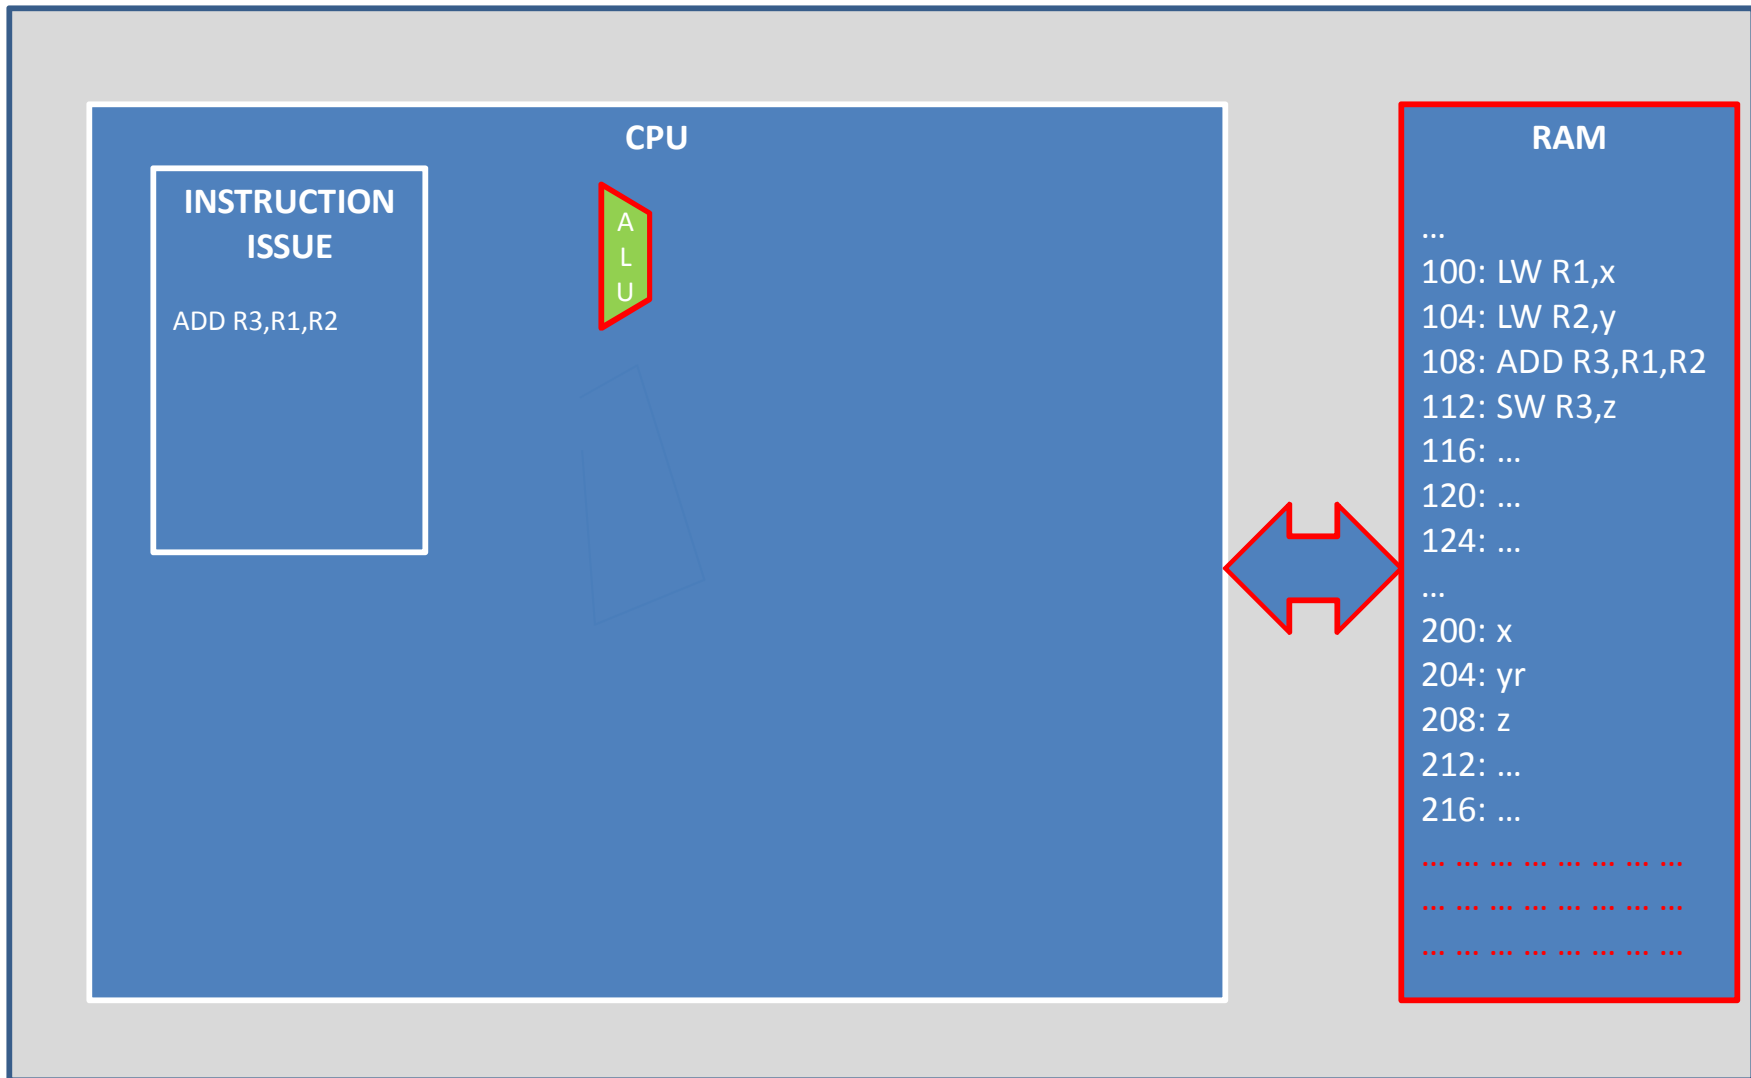 CPU
INSTRUCTION
ISSUE
ADD R3,R1,R2
A
L
U
RAM
...
100: LW R1,x
104: LW R2,y
108: ADD R3,R1,R2
112: SW R3,z
116: ...
120: ...
124: ...
...
200: x
204: yr
208: z
212: ...
216: ...
... ... ... ... ... ... ... ...
... ... ... ... ... ... ... ...
... ... ... ... ... ... ... ...